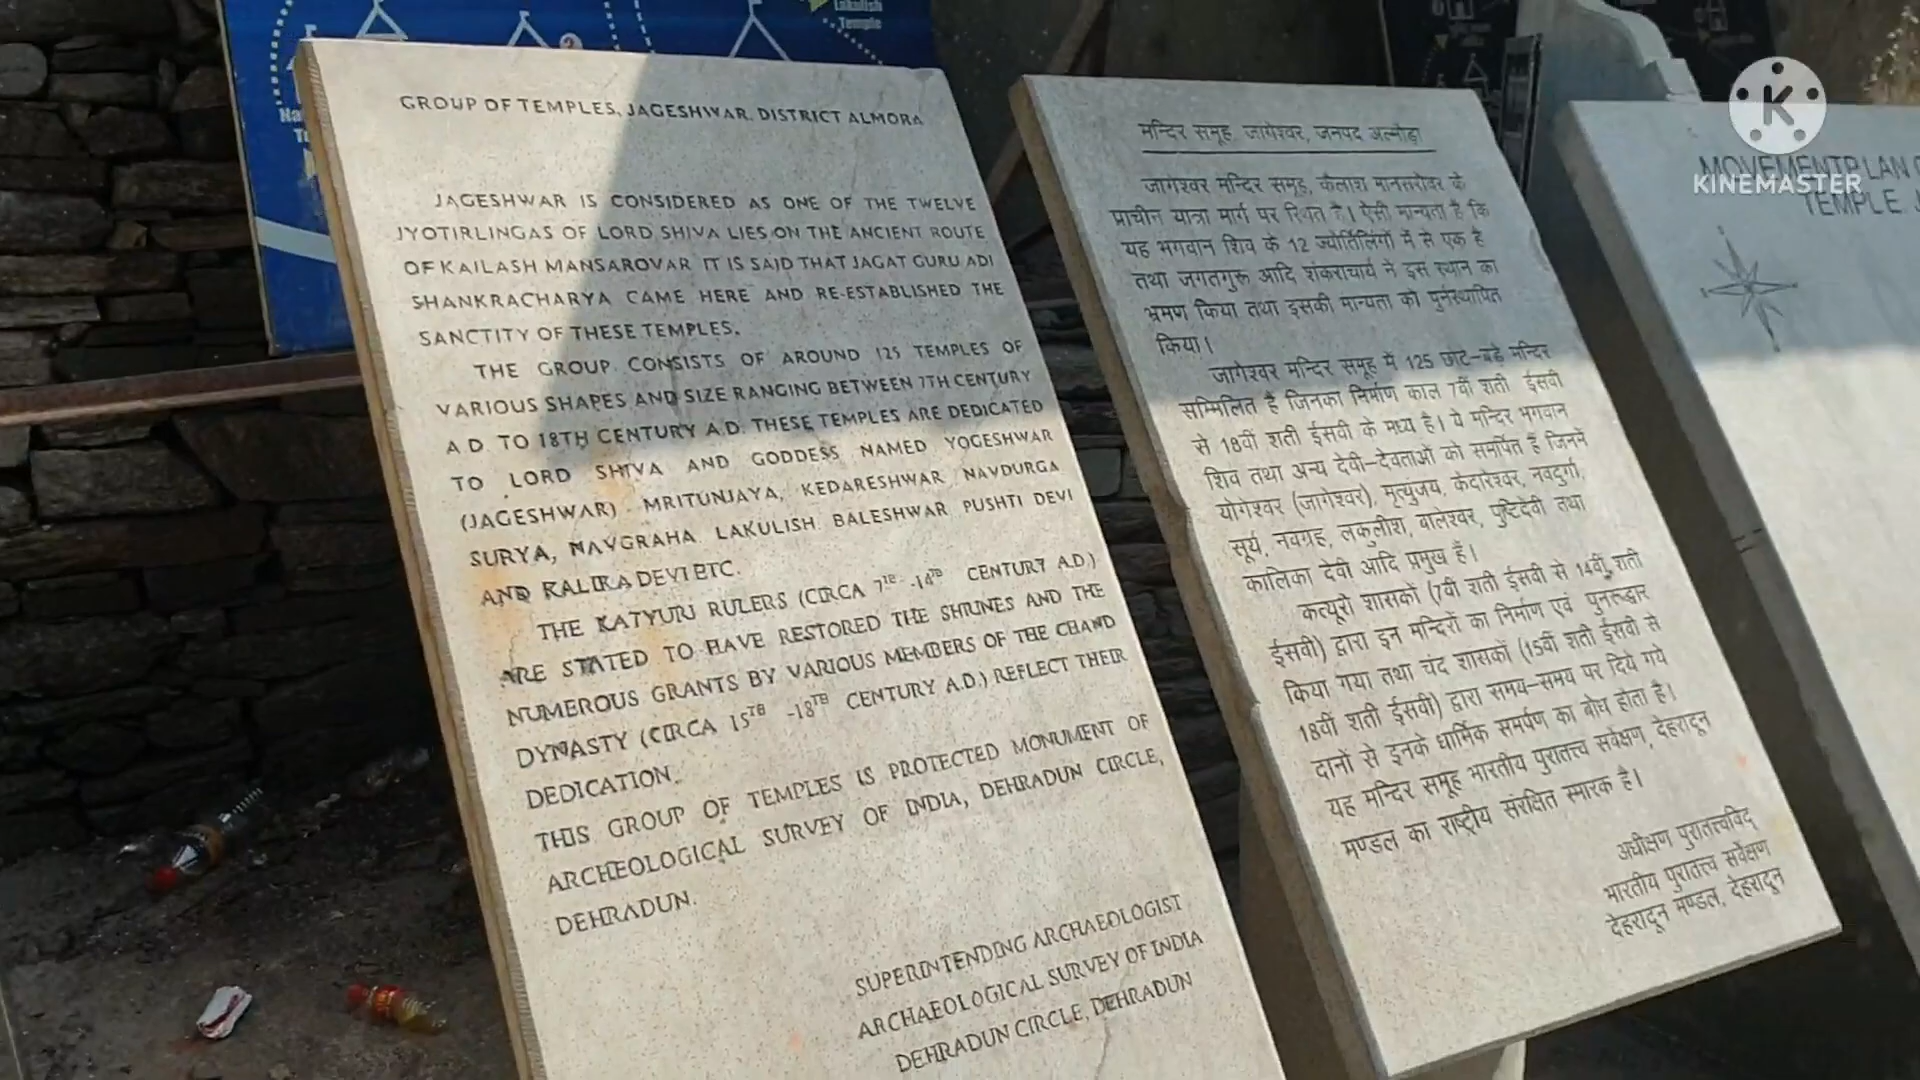 Lakulish
Temple
GROUP OF TEMPLES, JAGESHWAR, DISTRICT ALMORA
JAGESHWAR IS CONSIDERED AS ONE OF THE TWELVE
JYOTIRLINGAS OF LORD SHIVA LIES ON THE ANCIENT ROUTE
OF KAILASH MANSAROVAR IT IS SAID THAT JAGAT GURU ADI
SHANKRACHARYA CAME HERE AND RE-ESTABLISHED THE
SANCTITY OF THESE TEMPLES.
THE GROUP CONSISTS OF AROUND 125 TEMPLES OF
VARIOUS SHAPES AND SIZE RANGING BETWEEN 7TH CENTURY
A.D. TO 18TH CENTURY A.D. THESE TEMPLES ARE DEDICATED
TO LORD SHIVA AND GODDESS NAMED YOGESHWAR
(JAGESHWAR) MRITUNJAYA, KEDARESHWAR NAVDURGA
SURYA, NAVGRAHA LAKULISH BALESHWAR PUSHTI DEVI
AND KALIKA DEVI ETC.
THE KATYURI RULERS (CIRCA 7TH -14TH CENTURY A.D.)
ARE STATED TO HAVE RESTORED THE SHRINES AND THE
NUMEROUS GRANTS BY VARIOUS MEMBERS OF THE CHAND
DYNASTY (CIRCA 15TH -18TH CENTURY A.D.) REFLECT THEIR
DEDICATION.
THIS GROUP OF TEMPLES IS PROTECTED MONUMENT OF
ARCHEOLOGICAL SURVEY OF INDIA, DEHRADUN CIRCLE,
DEHRADUN.
SUPERINTENDING ARCHAEOLOGIST
ARCHAEOLOGICAL SURVEY OF INDIA
DEHRADUN CIRCLE, DEHRADUN
मन्दिर समूह, जागेश्वर, जनपद अल्मोड़ा
जागेश्वर मन्दिर समूह, कैलाश मानसरोवर के
प्राचीन यात्रा मार्ग पर स्थित है। ऐसी मान्यता है कि
यह भगवान शिव के 12 ज्योर्तिलिंगों में से एक है
तथा जगतगुरू आदि शंकराचार्य ने इस स्थान का
भ्रमण किया तथा इसकी मान्यता को पुर्नस्थापित
किया।
जागेश्वर मन्दिर समूह में 125 छोटे-बड़े मन्दिर
सम्मिलित है जिनका निर्माण काल 7वीं शती ईसवी
से 18वीं शती ईसवी के मध्य है। ये मन्दिर भगवान
शिव तथा अन्य देवी-देवताओं को समर्पित हैं जिनमें
योगेश्वर (जागेश्वर), मृत्युंजय, केदारेश्वर, नवदुर्गा,
सूर्य, नवग्रह, लकुलीश, बालेश्वर, पुष्टिदेवी तथा
कालिका देवी आदि प्रमुख हैं।
कत्यूरी शासकों (7वीं शती ईसवी से 14वीं शती
ईसवी) द्वारा इन मन्दिरों का निर्माण एवं पुनरूद्धार
किया गया तथा चंद शासकों (15वीं शती ईसवी से
18वीं शती ईसवी) द्वारा समय-समय पर दिये गये
दानों से इनके धार्मिक समर्पण का बोध होता है।
यह मन्दिर समूह भारतीय पुरातत्त्व सर्वेक्षण, देहरादून
मण्डल का राष्ट्रीय संरक्षित स्मारक है।
अधीक्षण पुरातत्त्वविद्
भारतीय पुरातत्त्व सर्वेक्षण
देहरादून मण्डल, देहरादून
MOVEMENT PLAN
TEMPLE
K
KINEMASTER